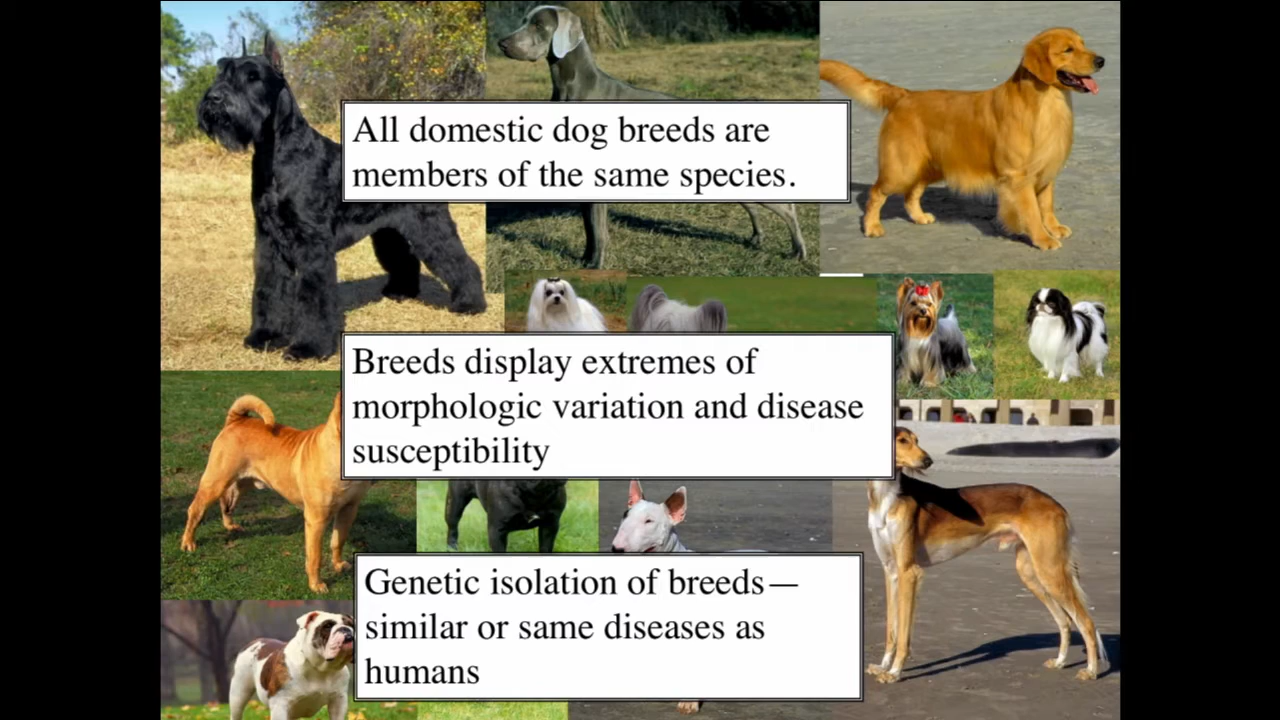 All domestic dog breeds are
members of the same species.
Breeds display extremes of
morphologic variation and disease
susceptibility
Genetic isolation of breeds—
similar or same diseases as
humans